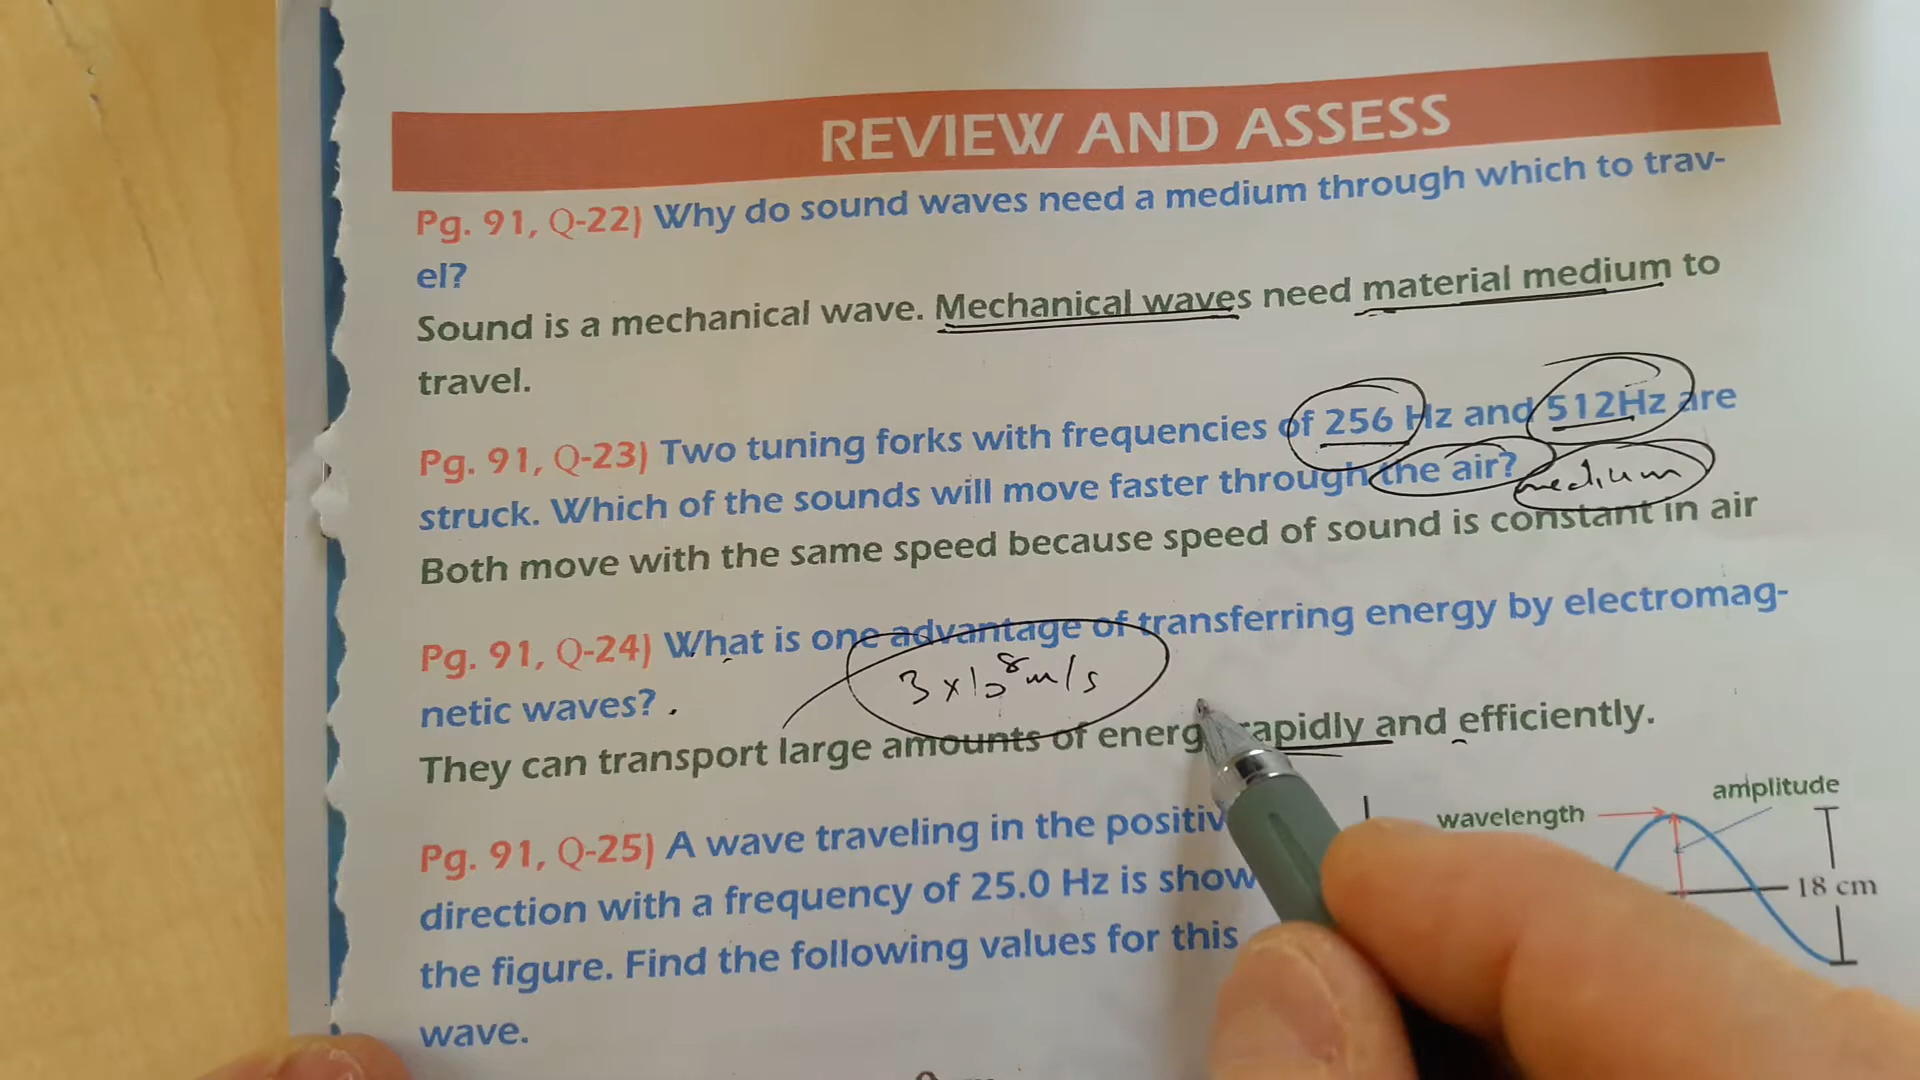 REVIEW AND ASSESS
Pg. 91, Q-22) Why do sound waves need a medium through which to trav-
el?
Sound is a mechanical wave. Mechanical waves need material medium to
travel.
Pg. 91, Q-23) Two tuning forks with frequencies of 256 Hz and 512Hz are
struck. Which of the sounds will move faster through the air?
medium
Both move with the same speed because speed of sound is constant in air
Pg. 91, Q-24) What is one advantage of transferring energy by electromag-
netic waves?
3 x 10⁸ m/s
They can transport large amounts of energ rapidly and efficiently.
Pg. 91, Q-25) A wave traveling in the positiv
direction with a frequency of 25.0 Hz is show
the figure. Find the following values for this
wave.
wavelength
amplitude
18 cm